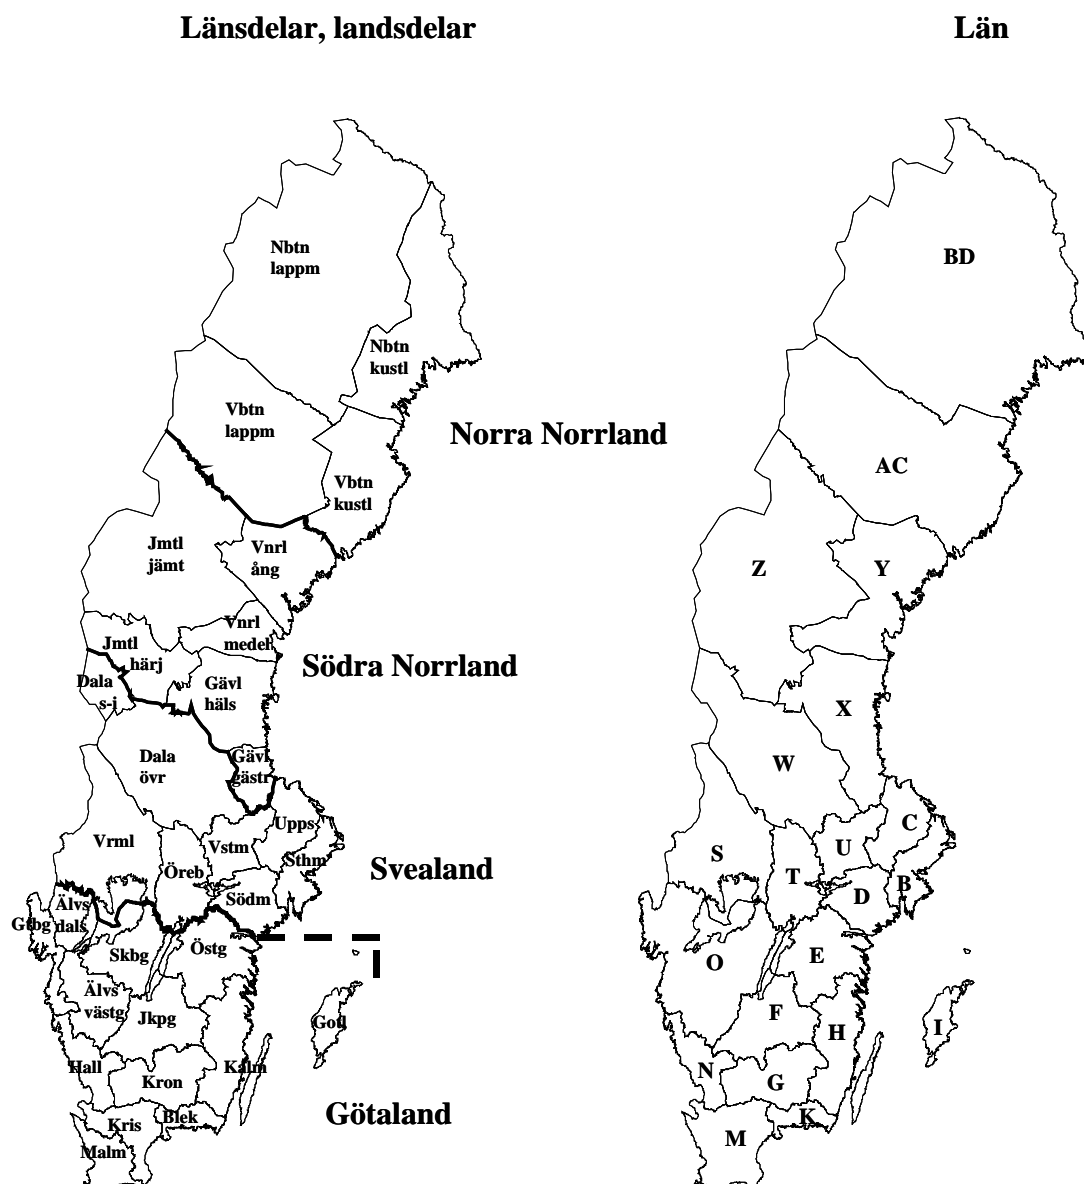 Länsdelar, landsdelar
Nbtn
lappm
Nbtn
kustl
Vbtn
lappm
Norra Norrland
Vbtn
kustl
Jmtl
jämt
Vnrl
ång
Vnrl
medel
Jmtl
härj
Södra Norrland
Dala
s-j
Gävl
häls
Dala
övr
Gävl
gästr
Upps
Vrml
Vstm
Sthm
Svealand
Öreb
Södm
Älvs
dals
Gtbg
Skbg
Östg
Älvs
västg
Jkpg
Gotl
Hall
Kalm
Kron
Götaland
Blek
Kris
Malm
Län
BD
AC
Z
Y
X
W
C
U
S
T
B
D
O
E
F
H
I
N
G
K
M